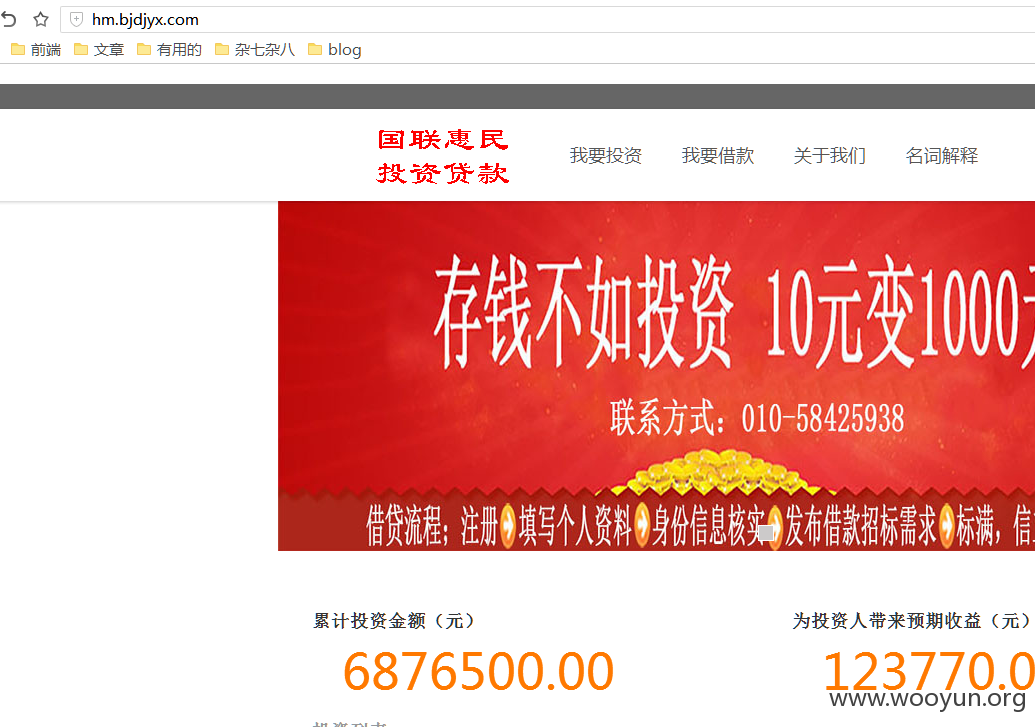 hm.bjdjyx.com
前端 文章 有用的 杂七杂八 blog
国联惠民
投资贷款
我要投资 我要借款 关于我们 名词解释
存钱不如投资 10元变1000
联系方式：010-58425938
借贷流程；注册 填写个人资料 身份信息核实 发布借款招标需求 标满，信
累计投资金额（元） 为投资人带来预期收益（元）
6876500.00 123770.0
www.wooyun.org